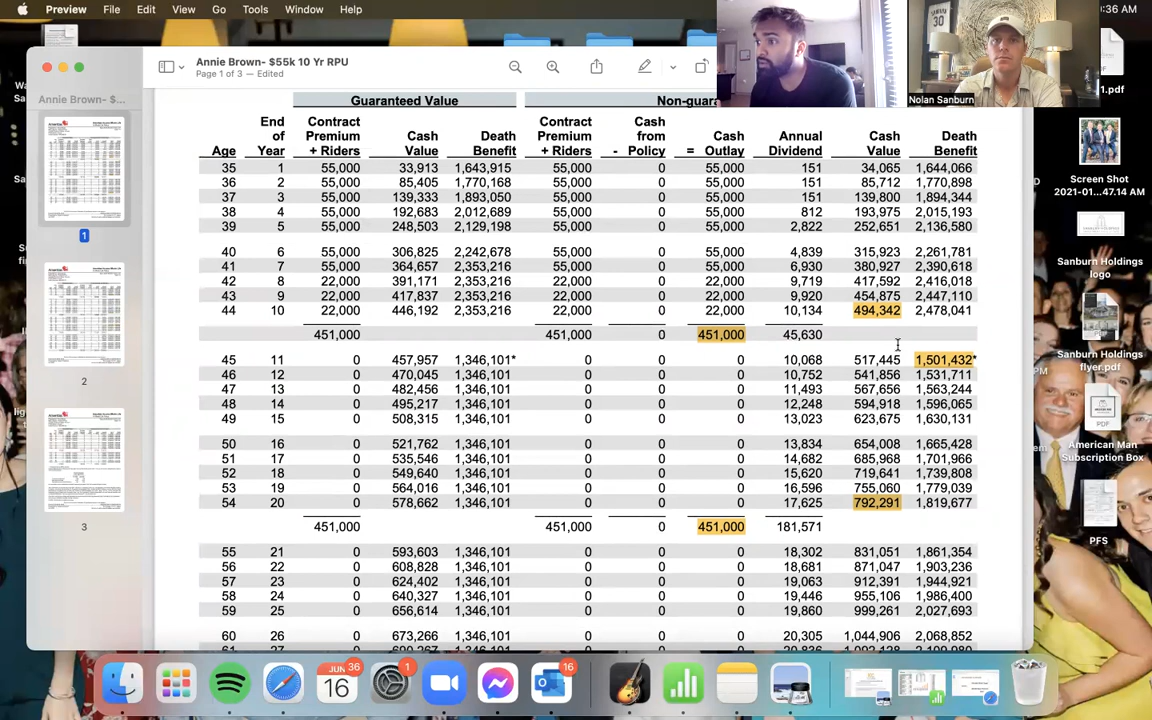 Preview File Edit View Go Tools Window Help :36 AM
Annie Brown- $55k 10 Yr RPU
Page 1 of 3 — Edited
Annie Brown- $...
1
2
3
30
Nolan Sanburn
1.pdf
Screen Shot
2021-01...47.14 AM
Sanburn Holdings
logo
Sanburn Holdings
flyer.pdf
PDF
American Man
Subscription Box
PFS
Guaranteed Value Non-guar
End Contract Contract Cash
of Premium Cash Death Premium from Cash Annual Cash Death
Age Year + Riders Value Benefit + Riders - Policy = Outlay Dividend Value Benefit
35 1 55,000 33,913 1,643,915 55,000 0 55,000 151 34,065 1,644,066
36 2 55,000 85,405 1,770,168 55,000 0 55,000 151 85,712 1,770,898
37 3 55,000 139,333 1,893,050 55,000 0 55,000 151 139,800 1,894,344
38 4 55,000 192,683 2,012,689 55,000 0 55,000 812 193,975 2,015,193
39 5 55,000 248,503 2,129,198 55,000 0 55,000 2,822 252,651 2,136,580
40 6 55,000 306,825 2,242,678 55,000 0 55,000 4,839 315,923 2,261,781
41 7 55,000 364,657 2,353,216 55,000 0 55,000 6,930 380,927 2,390,618
42 8 22,000 391,171 2,353,216 22,000 0 22,000 9,719 417,592 2,416,018
43 9 22,000 417,837 2,353,216 22,000 0 22,000 9,920 454,875 2,447,110
44 10 22,000 446,192 2,353,216 22,000 0 22,000 10,134 494,342 2,478,041
451,000 451,000 0 451,000 45,630
45 11 0 457,957 1,346,101* 0 0 0 10,068 517,445 1,501,432*
46 12 0 470,045 1,346,101 0 0 0 10,752 541,856 1,531,711
47 13 0 482,456 1,346,101 0 0 0 11,493 567,656 1,563,244
48 14 0 495,217 1,346,101 0 0 0 12,248 594,918 1,596,065
49 15 0 508,315 1,346,101 0 0 0 13,023 623,675 1,630,131
50 16 0 521,762 1,346,101 0 0 0 13,834 654,008 1,665,428
51 17 0 535,546 1,346,101 0 0 0 14,682 685,968 1,701,966
52 18 0 549,640 1,346,101 0 0 0 15,620 719,641 1,739,808
53 19 0 564,016 1,346,101 0 0 0 16,596 755,060 1,779,039
54 20 0 578,662 1,346,101 0 0 0 17,625 792,291 1,819,677
451,000 451,000 0 451,000 181,571
55 21 0 593,603 1,346,101 0 0 0 18,302 831,051 1,861,354
56 22 0 608,828 1,346,101 0 0 0 18,681 871,047 1,903,236
57 23 0 624,402 1,346,101 0 0 0 19,063 912,391 1,944,921
58 24 0 640,327 1,346,101 0 0 0 19,446 955,106 1,986,400
59 25 0 656,614 1,346,101 0 0 0 19,860 999,261 2,027,693
60 26 0 673,266 1,346,101 0 0 0 20,305 1,044,906 2,068,852
JUN 36
16
1
16